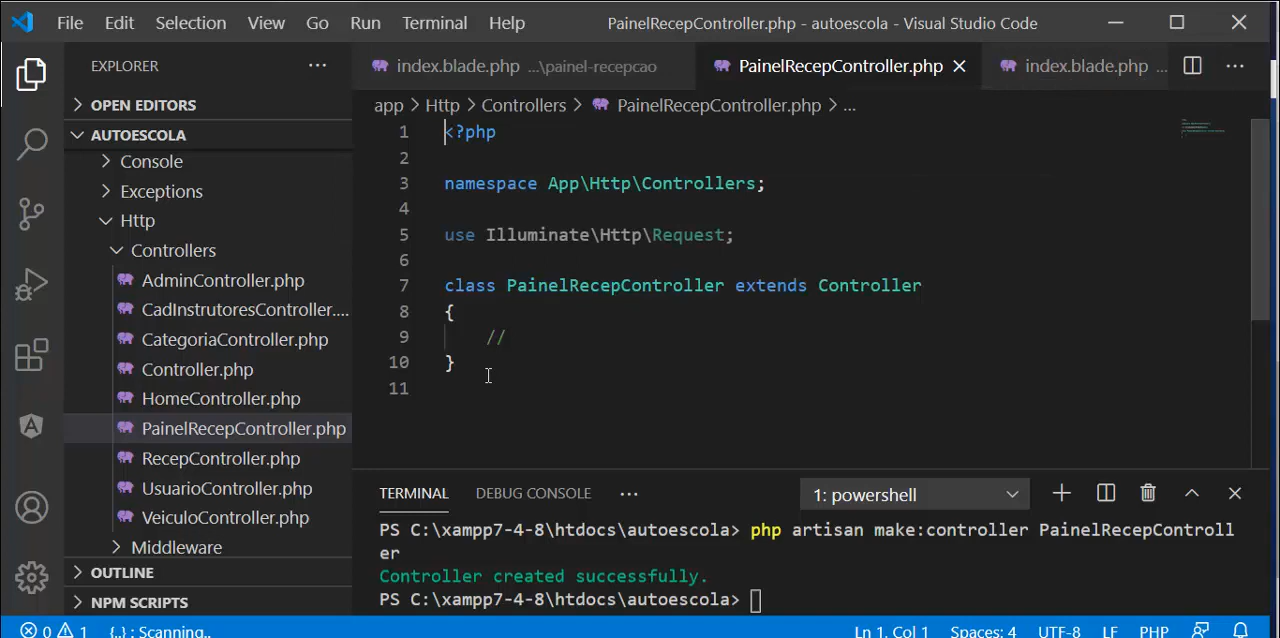 File Edit Selection View Go Run Terminal Help PainelRecepController.php - autoescola - Visual Studio Code
EXPLORER
OPEN EDITORS
AUTOESCOLA
Console
Exceptions
Http
Controllers
AdminController.php
CadInstrutoresController....
CategoriaController.php
Controller.php
HomeController.php
PainelRecepController.php
RecepController.php
UsuarioController.php
VeiculoController.php
Middleware
OUTLINE
NPM SCRIPTS
index.blade.php ...\painel-recepcao PainelRecepController.php index.blade.php ...
app > Http > Controllers > PainelRecepController.php > ...
1 <?php
2
3 namespace App\Http\Controllers;
4
5 use Illuminate\Http\Request;
6
7 class PainelRecepController extends Controller
8 {
9 //
10 }
11
TERMINAL DEBUG CONSOLE 1: powershell
PS C:\xampp7-4-8\htdocs\autoescola> php artisan make:controller PainelRecepControll
er
Controller created successfully.
PS C:\xampp7-4-8\htdocs\autoescola>
0 1 {..} : Scanning.. Ln 1, Col 1 Spaces: 4 UTF-8 LF PHP